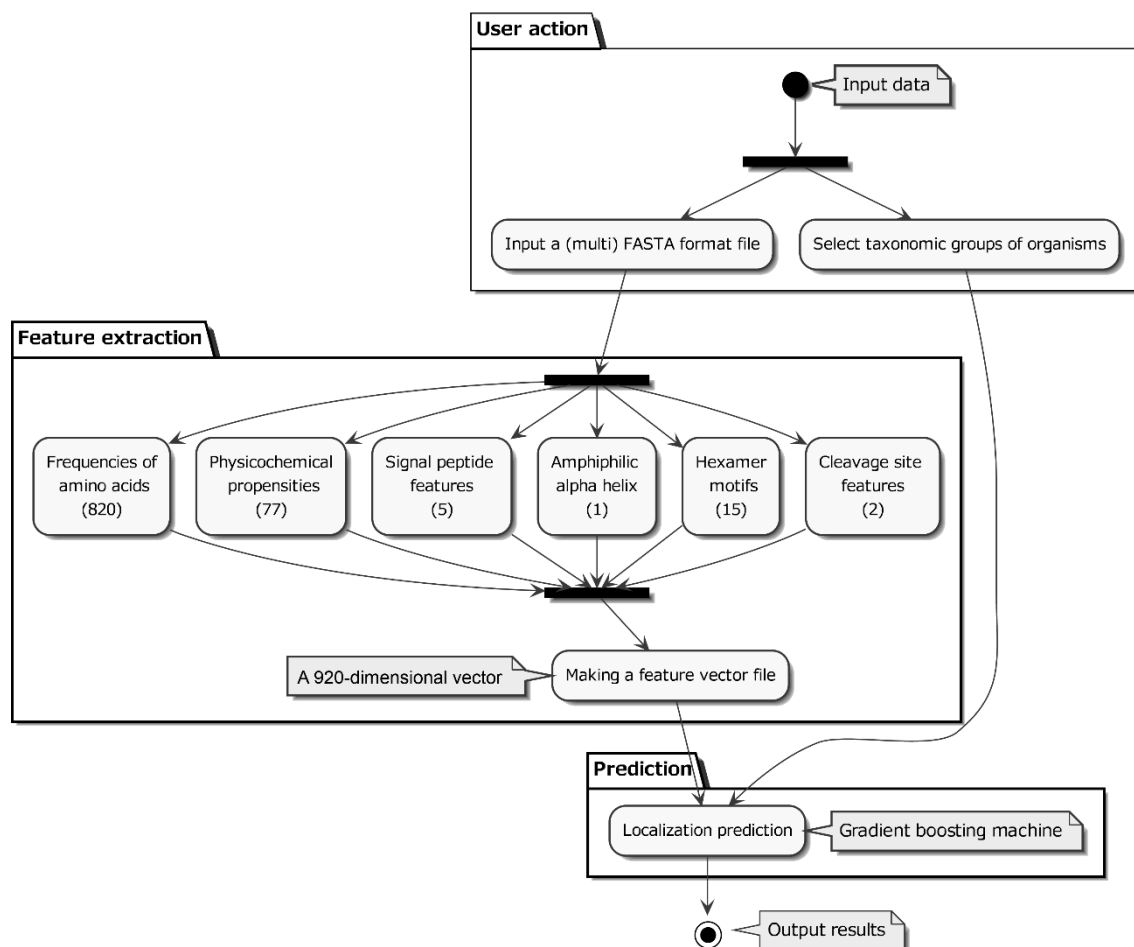 User action
Input data
Input a (multi) FASTA format file
Select taxonomic groups of organisms
Feature extraction
Frequencies of
amino acids
(820)
Physicochemical
propensities
(77)
Signal peptide
features
(5)
Amphiphilic
alpha helix
(1)
Hexamer
motifs
(15)
Cleavage site
features
(2)
A 920-dimensional vector
Making a feature vector file
Prediction
Localization prediction
Gradient boosting machine
Output results